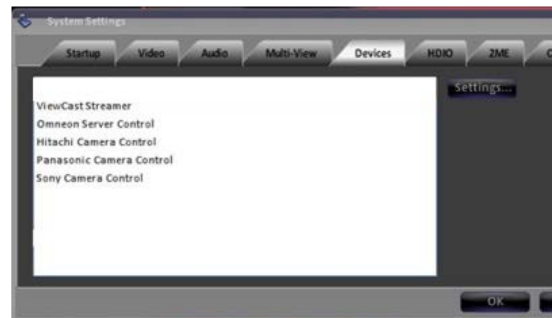 System Settings
Startup Video Audio Multi-View Devices HDIO 2ME
Settings...
ViewCast Streamer
Omneon Server Control
Hitachi Camera Control
Panasonic Camera Control
Sony Camera Control
OK